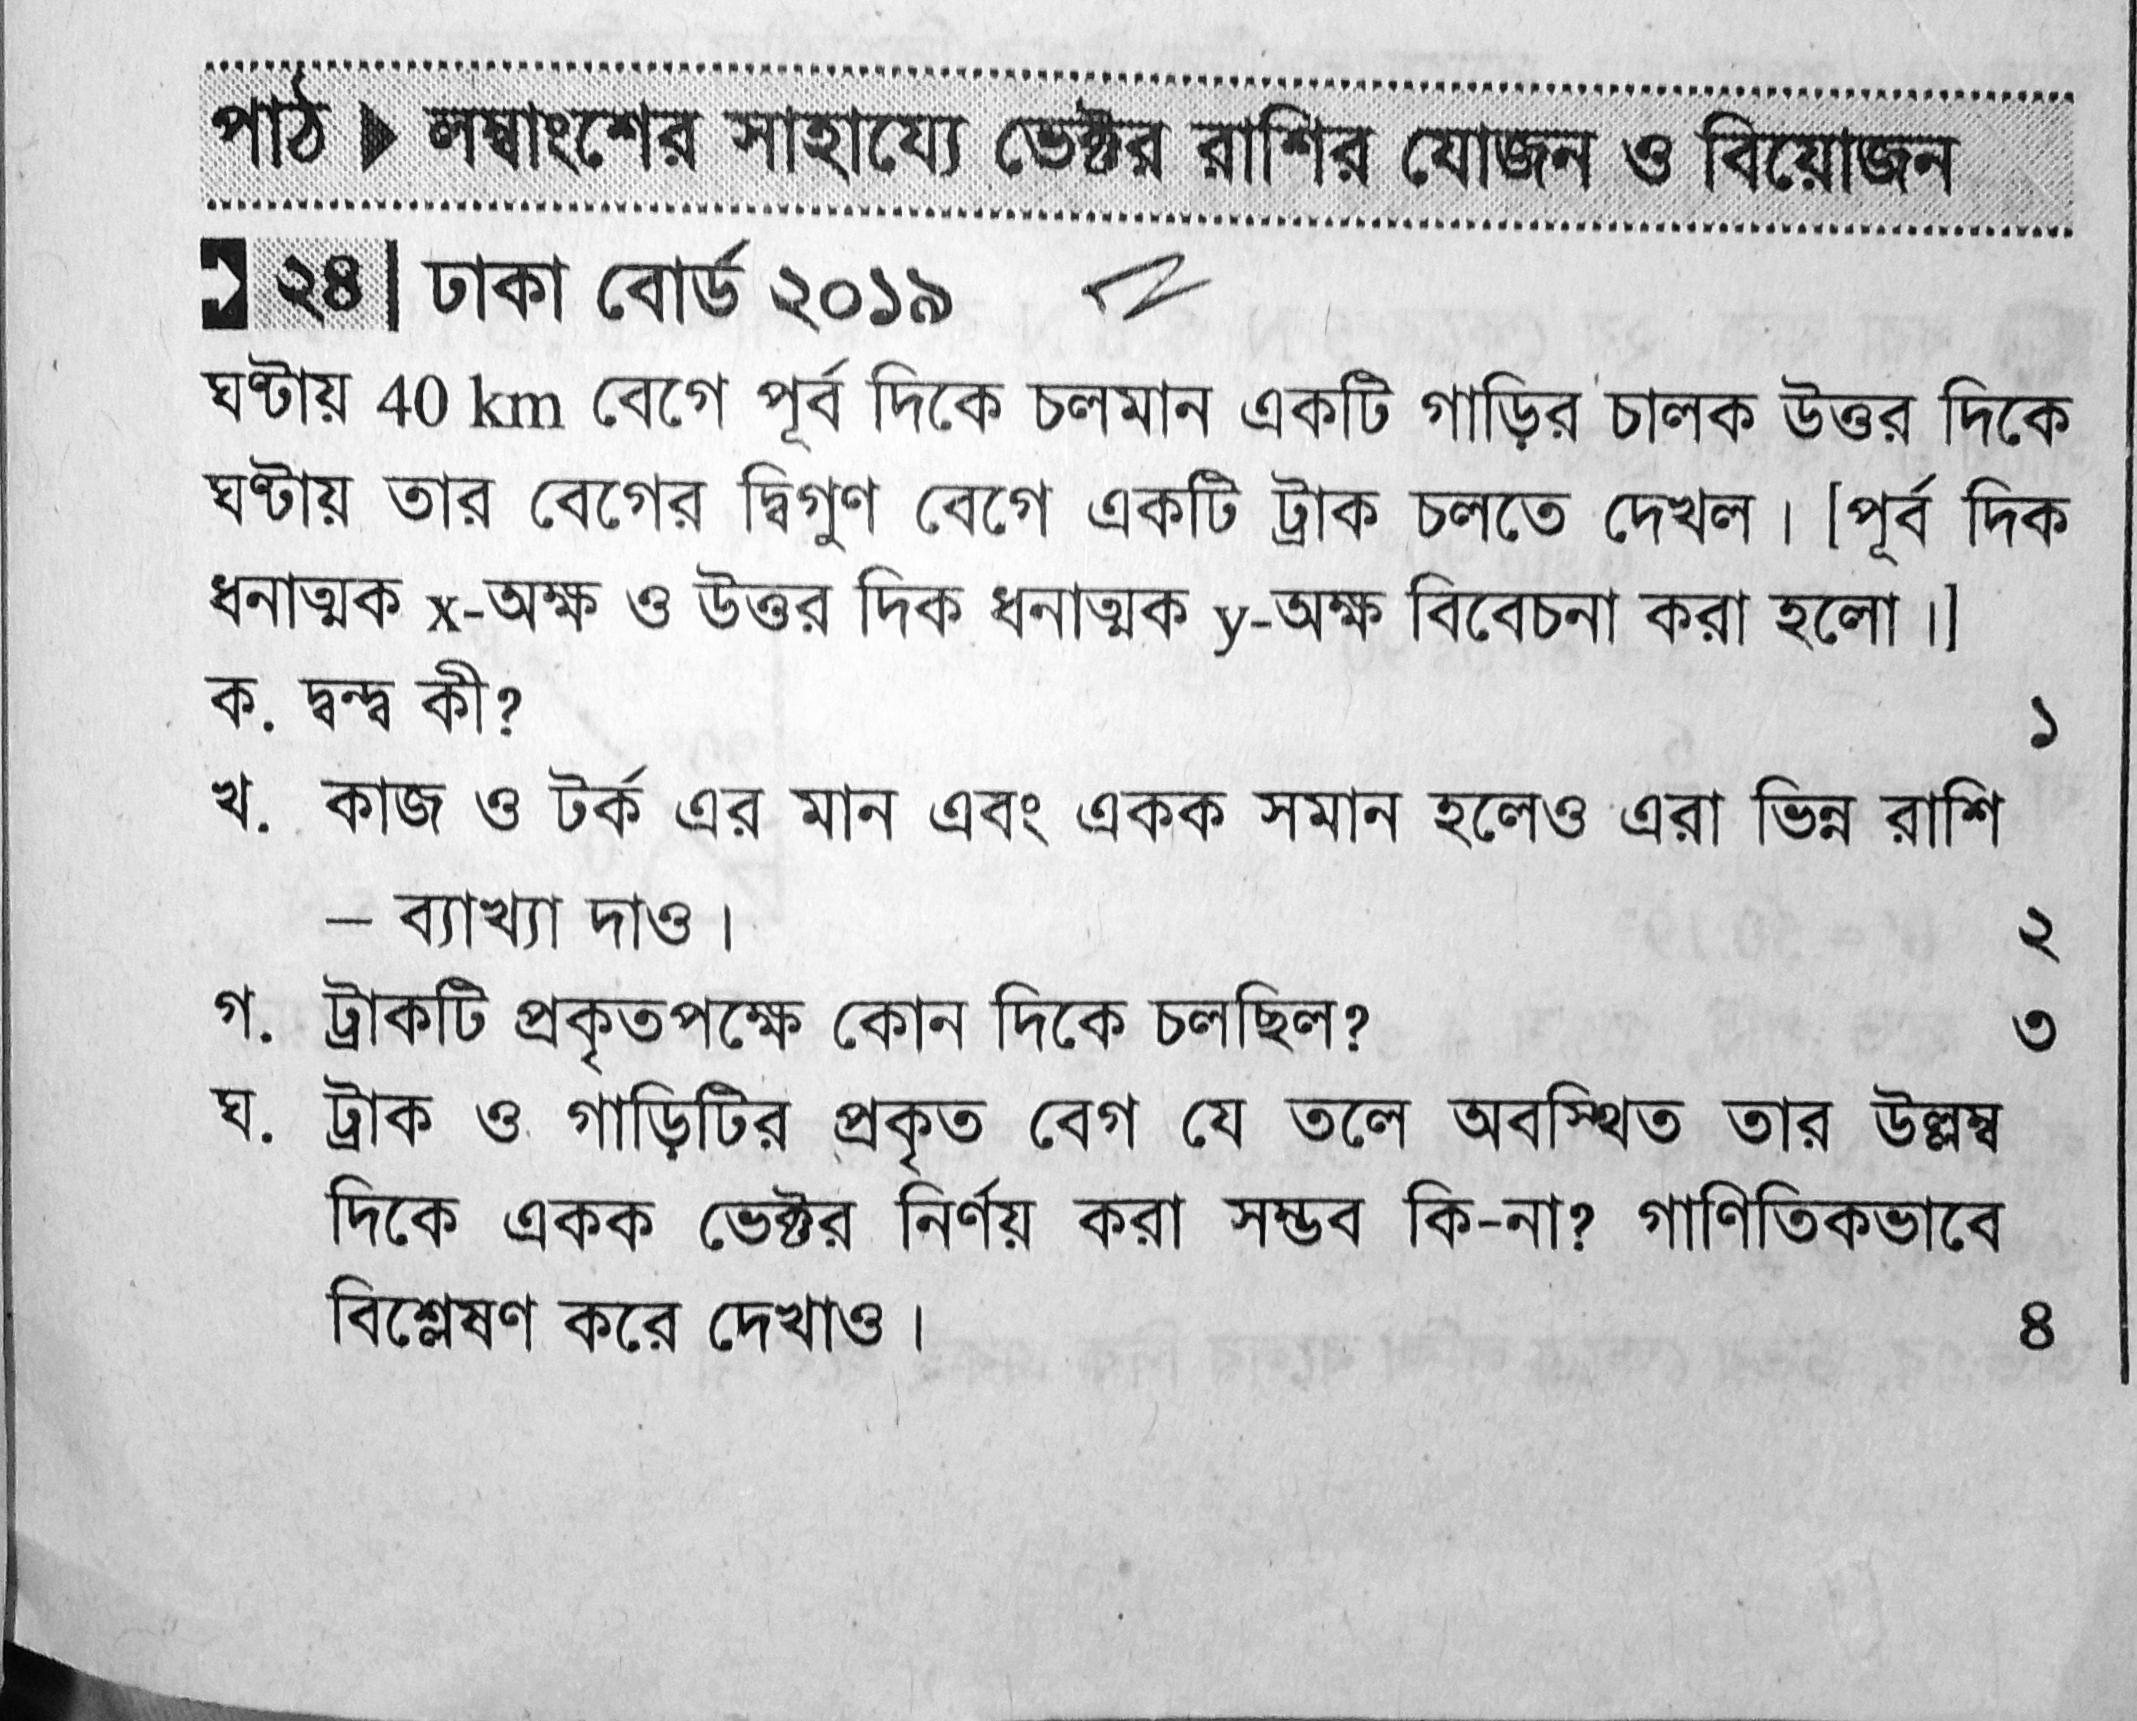 পাঠ ▶ লম্বাংশের সাহায্যে ভেক্টর রাশির যোজন ও বিয়োজন
২৪ | ঢাকা বোর্ড ২০১৯
ঘণ্টায় 40 km বেগে পূর্ব দিকে চলমান একটি গাড়ির চালক উত্তর দিকে
ঘণ্টায় তার বেগের দ্বিগুণ বেগে একটি ট্রাক চলতে দেখল। [পূর্ব দিক
ধনাত্মক x-অক্ষ ও উত্তর দিক ধনাত্মক y-অক্ষ বিবেচনা করা হলো।]
ক. দ্বন্দ্ব কী? ১
খ. কাজ ও টর্ক এর মান এবং একক সমান হলেও এরা ভিন্ন রাশি
– ব্যাখ্যা দাও। ২
গ. ট্রাকটি প্রকৃতপক্ষে কোন দিকে চলছিল? ৩
ঘ. ট্রাক ও গাড়িটির প্রকৃত বেগ যে তলে অবস্থিত তার উল্লম্ব
দিকে একক ভেক্টর নির্ণয় করা সম্ভব কি-না? গাণিতিকভাবে
বিশ্লেষণ করে দেখাও। ৪